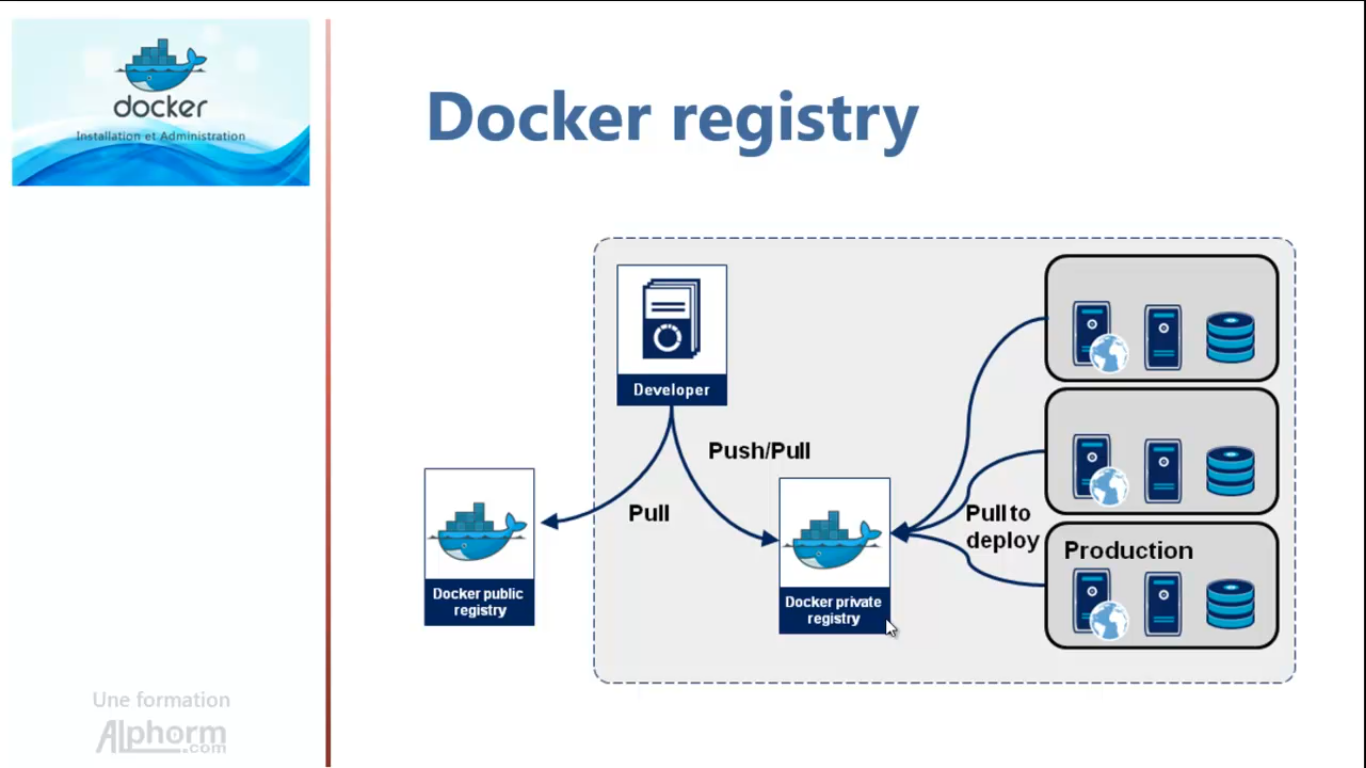 docker
Installation et Administration
Docker registry
Developer
Push/Pull
Pull
Docker public
registry
Docker private
registry
Pull to
deploy
Production
Une formation
Alphorm
.com